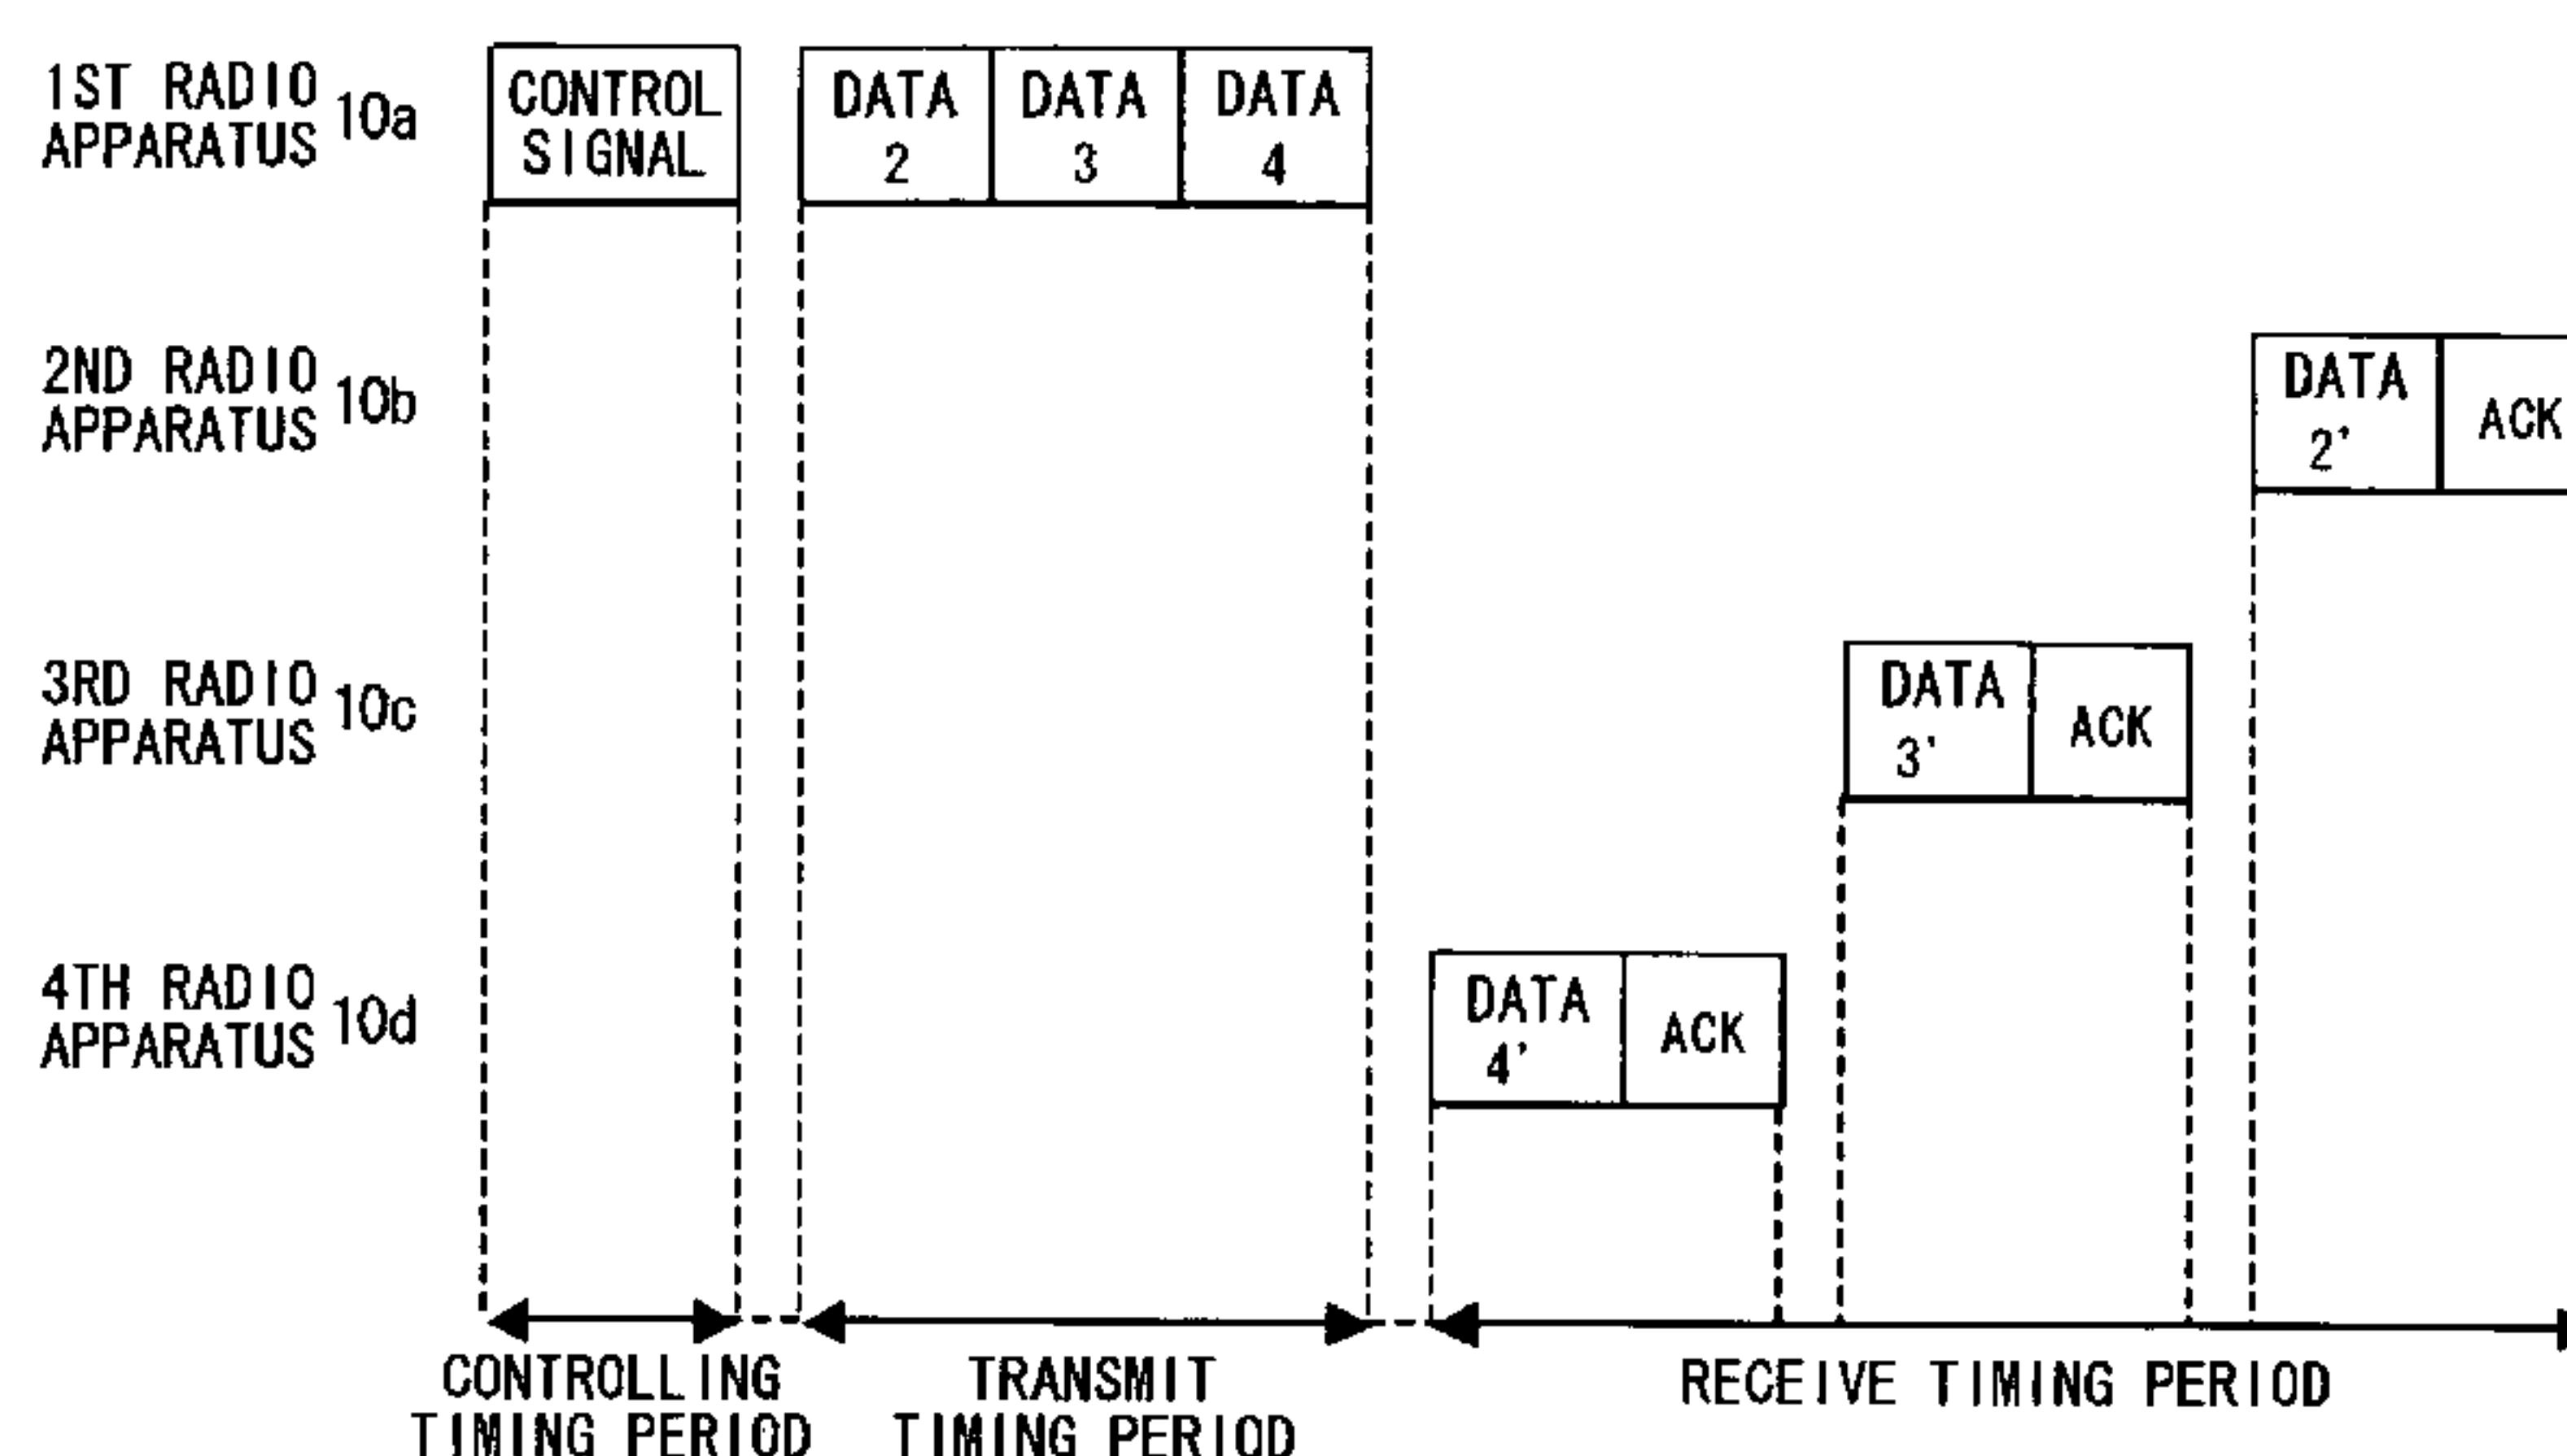 1ST RADIO
APPARATUS 10a
CONTROL
SIGNAL
DATA
2
DATA
3
DATA
4
2ND RADIO
APPARATUS 10b
DATA
2'
ACK
3RD RADIO
APPARATUS 10c
DATA
3'
ACK
4TH RADIO
APPARATUS 10d
DATA
4'
ACK
CONTROLLING
TIMING PERIOD
TRANSMIT
TIMING PERIOD
RECEIVE TIMING PERIOD